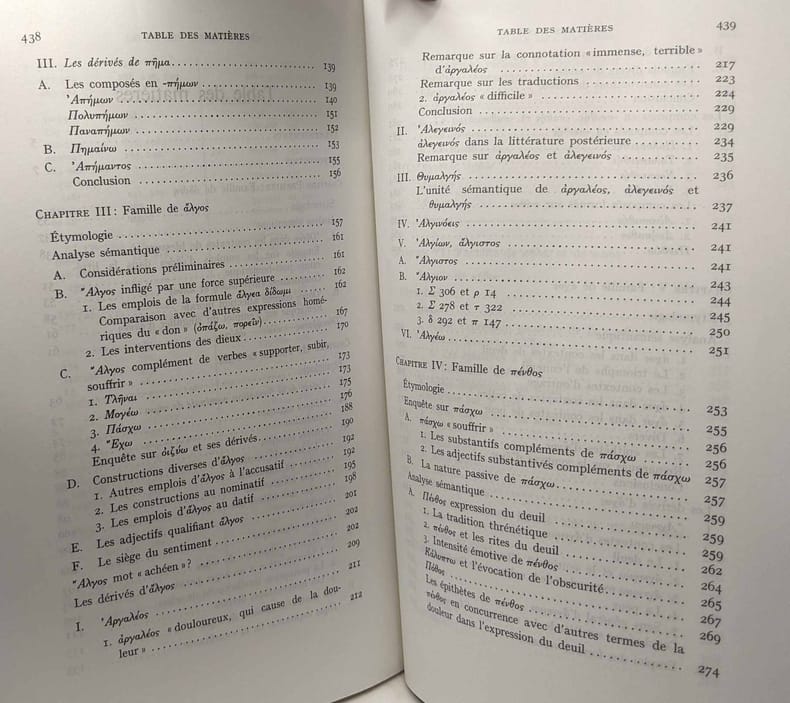 438
TABLE DES MATIÈRES
III. Les dérivés de πῆμα 139
A. Les composés en -πήμων 139
Ἀπήμων 140
Πολυπήμων 151
Παναπήμων 152
B. Πημαίνω 153
C. Ἀπήμαντος 155
Conclusion 156
CHAPITRE III: Famille de ἄλγος
Étymologie 157
Analyse sémantique 161
A. Considérations préliminaires 161
B. Ἄλγος infligé par une force supérieure 162
1. Les emplois de la formule ἄλγεα δίδωμι 162
Comparaison avec d'autres expressions homé-
riques du « don » (ὀπάζω, πορεῖν) 167
2. Les interventions des dieux 170
C. Ἄλγος complément de verbes « supporter, subir,
souffrir » 173
1. Τλῆναι 173
2. Μογέω 175
3. Πάσχω 176
4. Ἔχω 188
Enquête sur ὀιζύω et ses dérivés 190
D. Constructions diverses d'ἄλγος 192
1. Autres emplois d'ἄλγος à l'accusatif 192
2. Les constructions au nominatif 195
3. Les emplois d'ἄλγος au datif 198
E. Les adjectifs qualifiant ἄλγος 201
F. Le siège du sentiment 202
Ἄλγος mot « achéen »? 202
Les dérivés d'ἄλγος 209
I. Ἀργαλέος 211
1. ἀργαλέος « douloureux, qui cause de la dou-
leur » 212
TABLE DES MATIÈRES
439
Remarque sur la connotation « immense, terrible »
d'ἀργαλέος 217
Remarque sur les traductions 223
2. ἀργαλέος « difficile » 224
Conclusion 229
II. Ἀλεγεινός 229
ἀλεγεινός dans la littérature postérieure 234
Remarque sur ἀργαλέος et ἀλεγεινός 235
III. Θυμαλγής 236
L'unité sémantique de ἀργαλέος, ἀλεγεινός et
θυμαλγής 237
IV. Ἀλγινόεις 241
V. Ἀλγίων, ἄλγιστος 241
A. Ἄλγιστος 241
B. Ἄλγιον 243
1. Σ 306 et ρ 14 244
2. Σ 278 et τ 322 245
3. δ 292 et π 147 250
VI. Ἀλγέω 251
CHAPITRE IV: Famille de πένθος
Étymologie 253
Enquête sur πάσχω 255
A. πάσχω « souffrir » 256
1. Les substantifs compléments de πάσχω 256
2. Les adjectifs substantivés compléments de πάσχω 257
B. La nature passive de πάσχω 257
Analyse sémantique 259
A. Πένθος expression du deuil 259
1. La tradition thrénétique 259
2. πένθος et les rites du deuil 262
3. Intensité émotive de πένθος 264
Καλύπτω et l'évocation de l'obscurité 265
Πόθος 267
Les épithètes de πένθος 269
πένθος en concurrence avec d'autres termes de la
douleur dans l'expression du deuil 274